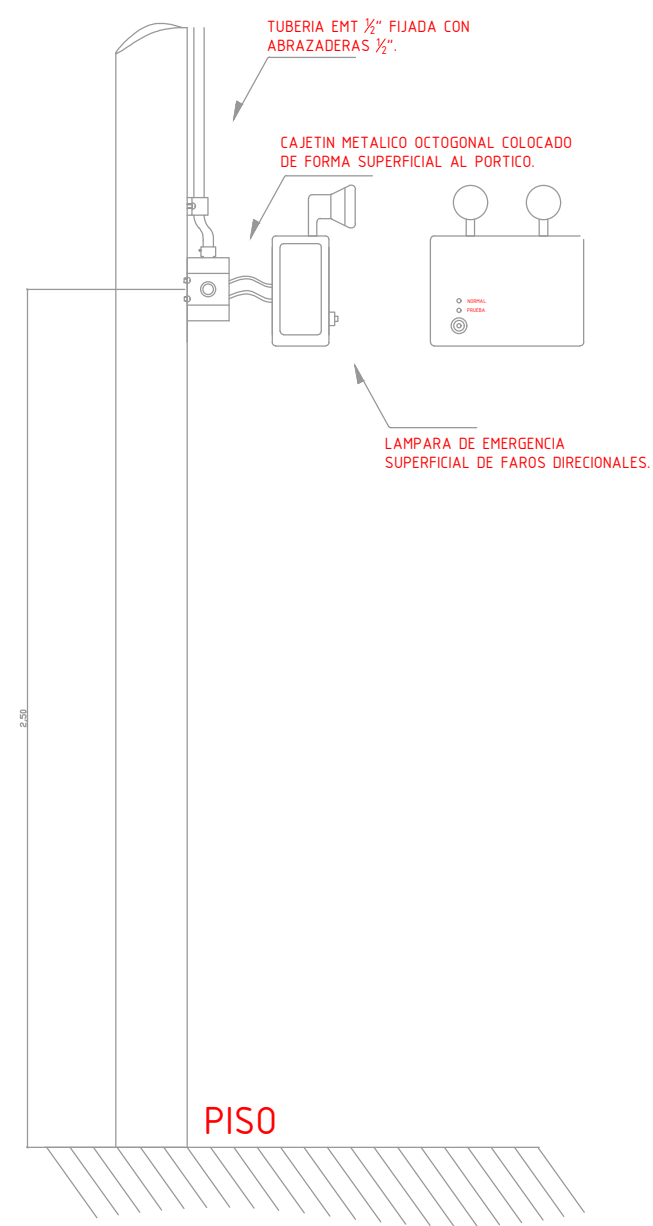 TUBERIA EMT ½" FIJADA CON
ABRAZADERAS ½".
CAJETIN METALICO OCTOGONAL COLOCADO
DE FORMA SUPERFICIAL AL PORTICO.
NORMAL
PRUEBA
LAMPARA DE EMERGENCIA
SUPERFICIAL DE FAROS DIRECIONALES.
2,50
PISO